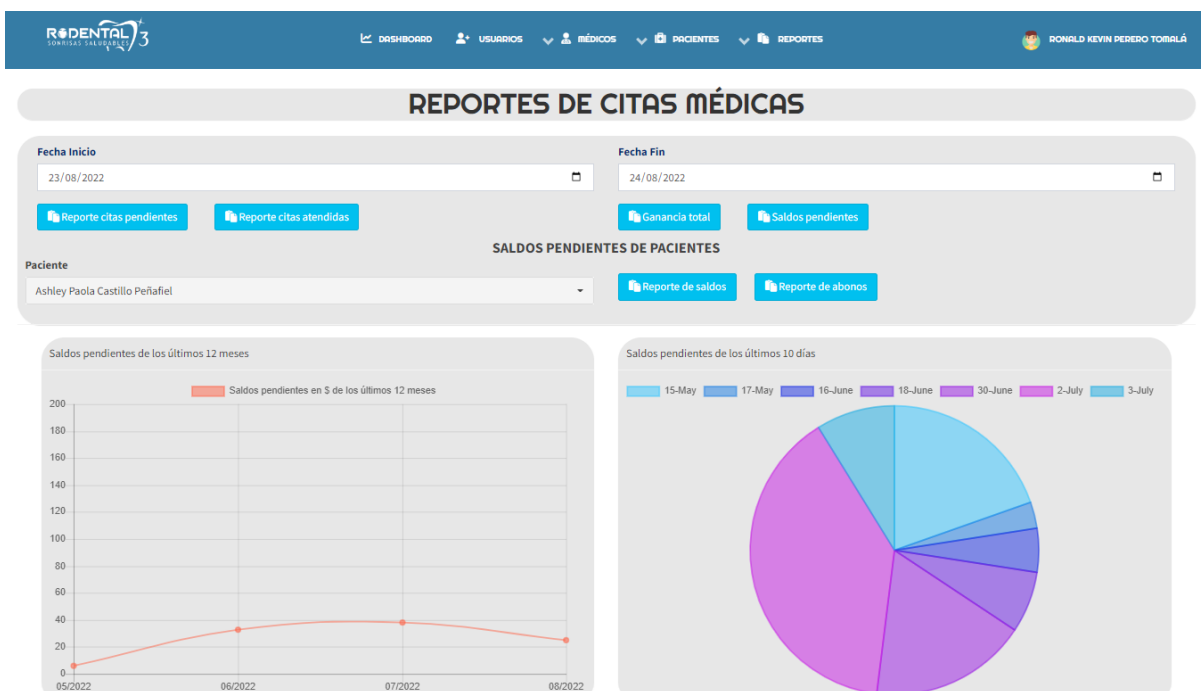 RODENTAL 3
SONRISAS SALUDABLES
DASHBOARD USUARIOS MÉDICOS PACIENTES REPORTES
RONALD KEVIN PERERO TOMALÁ
REPORTES DE CITAS MÉDICAS
Fecha Inicio Fecha Fin
23/08/2022 24/08/2022
Reporte citas pendientes Reporte citas atendidas Ganancia total Saldos pendientes
SALDOS PENDIENTES DE PACIENTES
Paciente
Ashley Paola Castillo Peñafiel Reporte de saldos Reporte de abonos
Saldos pendientes de los últimos 12 meses
Saldos pendientes en $ de los últimos 12 meses
200
180
160
140
120
100
80
60
40
20
0
05/2022 06/2022 07/2022 08/2022
Saldos pendientes de los últimos 10 días
15-May 17-May 16-June 18-June 30-June 2-July 3-July